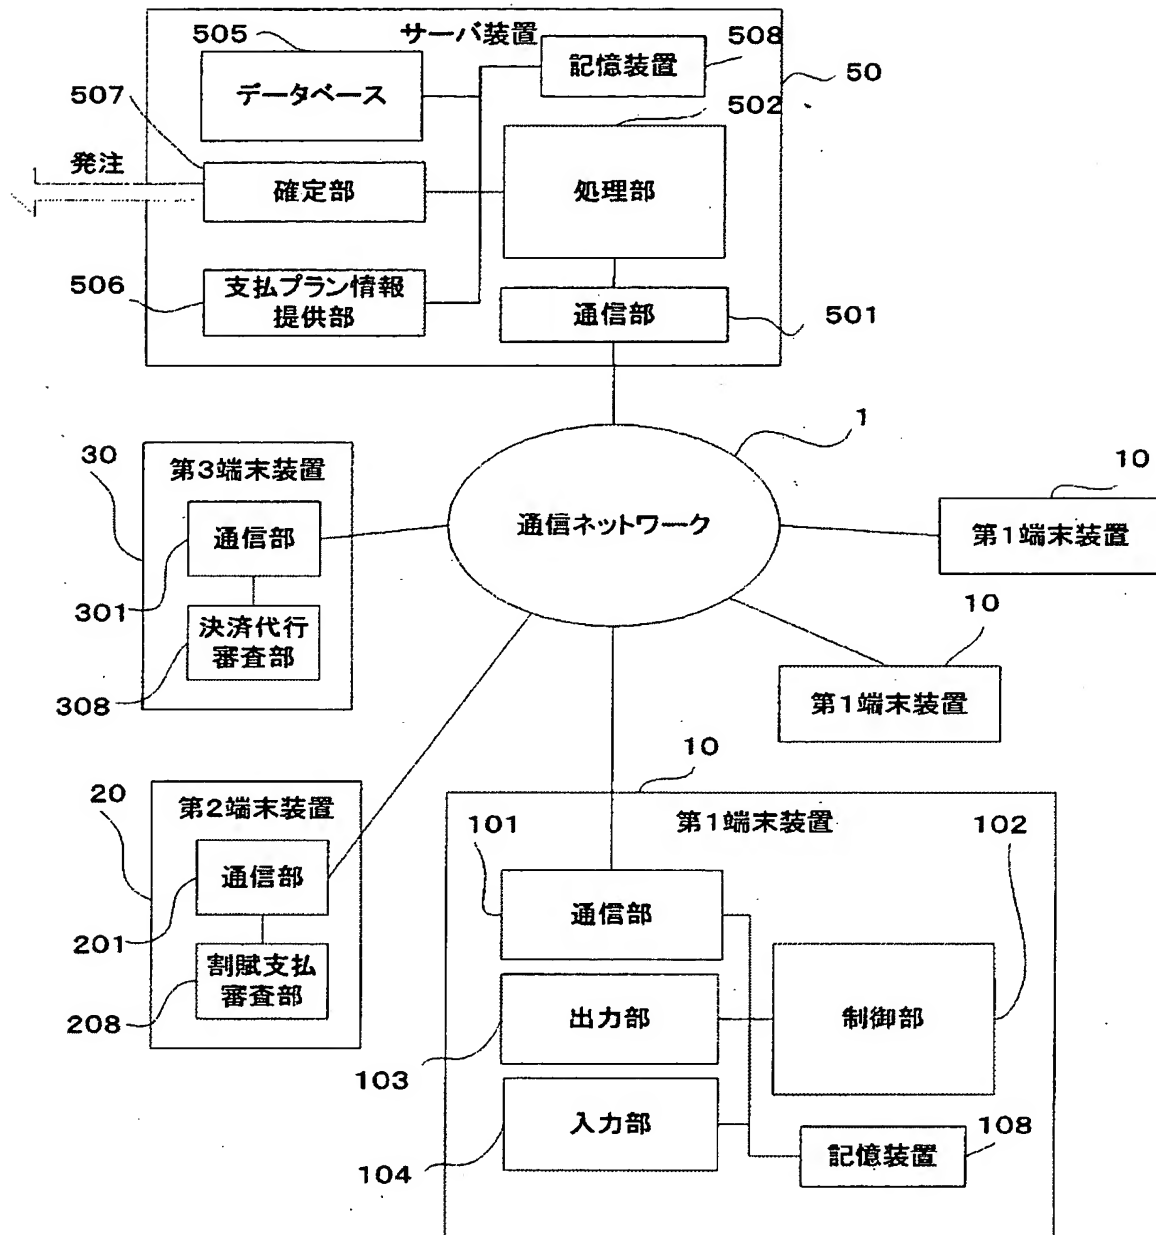 サーバ装置
505
508
データベース
記憶装置
50
507
502
発注
確定部
処理部
506
支払プラン情報
提供部
通信部
501
1
通信ネットワーク
30
第3端末装置
通信部
301
決済代行
審査部
308
10
第1端末装置
10
第1端末装置
20
第2端末装置
通信部
201
割賦支払
審査部
208
10
第1端末装置
101
102
通信部
出力部
制御部
103
入力部
104
108
記憶装置